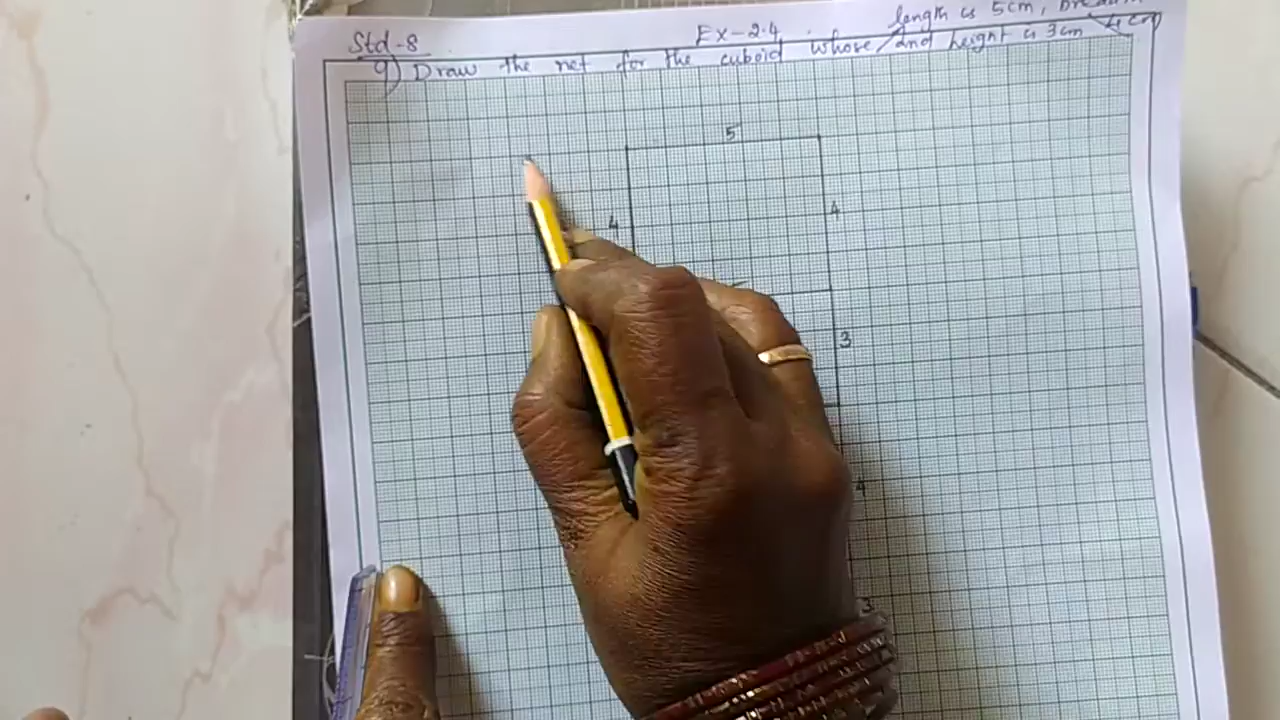 length is 5cm, breadth
Std-8
Ex-2.4
4cm
9) Draw the net for the cuboid whose and height is 3cm
5
4
4
3
4
3